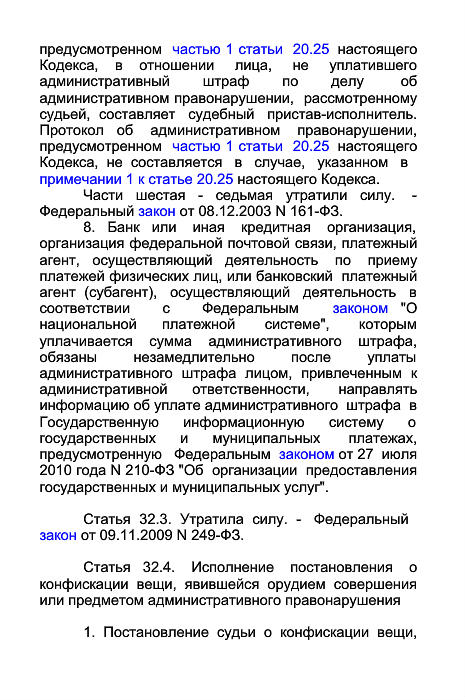 предусмотренном частью 1 статьи 20.25 настоящего
Кодекса, в отношении лица, не уплатившего
административный штраф по делу об
административном правонарушении, рассмотренному
судьей, составляет судебный пристав-исполнитель.
Протокол об административном правонарушении,
предусмотренном частью 1 статьи 20.25 настоящего
Кодекса, не составляется в случае, указанном в
примечании 1 к статье 20.25 настоящего Кодекса.
Части шестая - седьмая утратили силу. -
Федеральный закон от 08.12.2003 N 161-ФЗ.
8. Банк или иная кредитная организация,
организация федеральной почтовой связи, платежный
агент, осуществляющий деятельность по приему
платежей физических лиц, или банковский платежный
агент (субагент), осуществляющий деятельность в
соответствии с Федеральным законом "О
национальной платежной системе", которым
уплачивается сумма административного штрафа,
обязаны незамедлительно после уплаты
административного штрафа лицом, привлеченным к
административной ответственности, направлять
информацию об уплате административного штрафа в
Государственную информационную систему о
государственных и муниципальных платежах,
предусмотренную Федеральным законом от 27 июля
2010 года N 210-ФЗ "Об организации предоставления
государственных и муниципальных услуг".
Статья 32.3. Утратила силу. - Федеральный
закон от 09.11.2009 N 249-ФЗ.
Статья 32.4. Исполнение постановления о
конфискации вещи, явившейся орудием совершения
или предметом административного правонарушения
1. Постановление судьи о конфискации вещи,